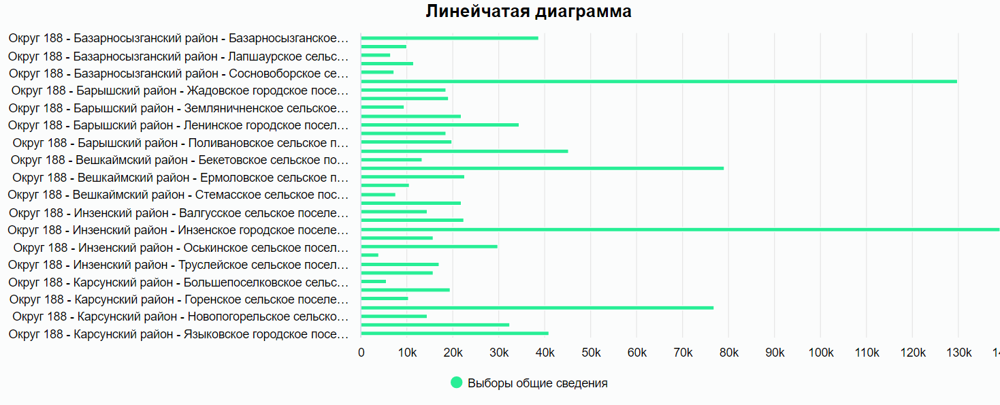 Линейчатая диаграмма
Округ 188 - Базарносызганский район - Базарносызганское…
Округ 188 - Базарносызганский район - Лапшаурское сельс…
Округ 188 - Базарносызганский район - Сосновоборское се…
Округ 188 - Барышский район - Жадовское городское посе…
Округ 188 - Барышский район - Земляничненское сельское…
Округ 188 - Барышский район - Ленинское городское посел…
Округ 188 - Барышский район - Поливановское сельское п…
Округ 188 - Вешкаймский район - Бекетовское сельское по…
Округ 188 - Вешкаймский район - Ермоловское сельское п…
Округ 188 - Вешкаймский район - Стемасское сельское пос…
Округ 188 - Инзенский район - Валгусское сельское поселе…
Округ 188 - Инзенский район - Инзенское городское поселе…
Округ 188 - Инзенский район - Оськинское сельское посел…
Округ 188 - Инзенский район - Труслейское сельское посел…
Округ 188 - Карсунский район - Большепоселковское сельс…
Округ 188 - Карсунский район - Горенское сельское поселе…
Округ 188 - Карсунский район - Новопогорельское сельско…
Округ 188 - Карсунский район - Языковское городское посе…
0 10k 20k 30k 40k 50k 60k 70k 80k 90k 100k 110k 120k 130k
Выборы общие сведения